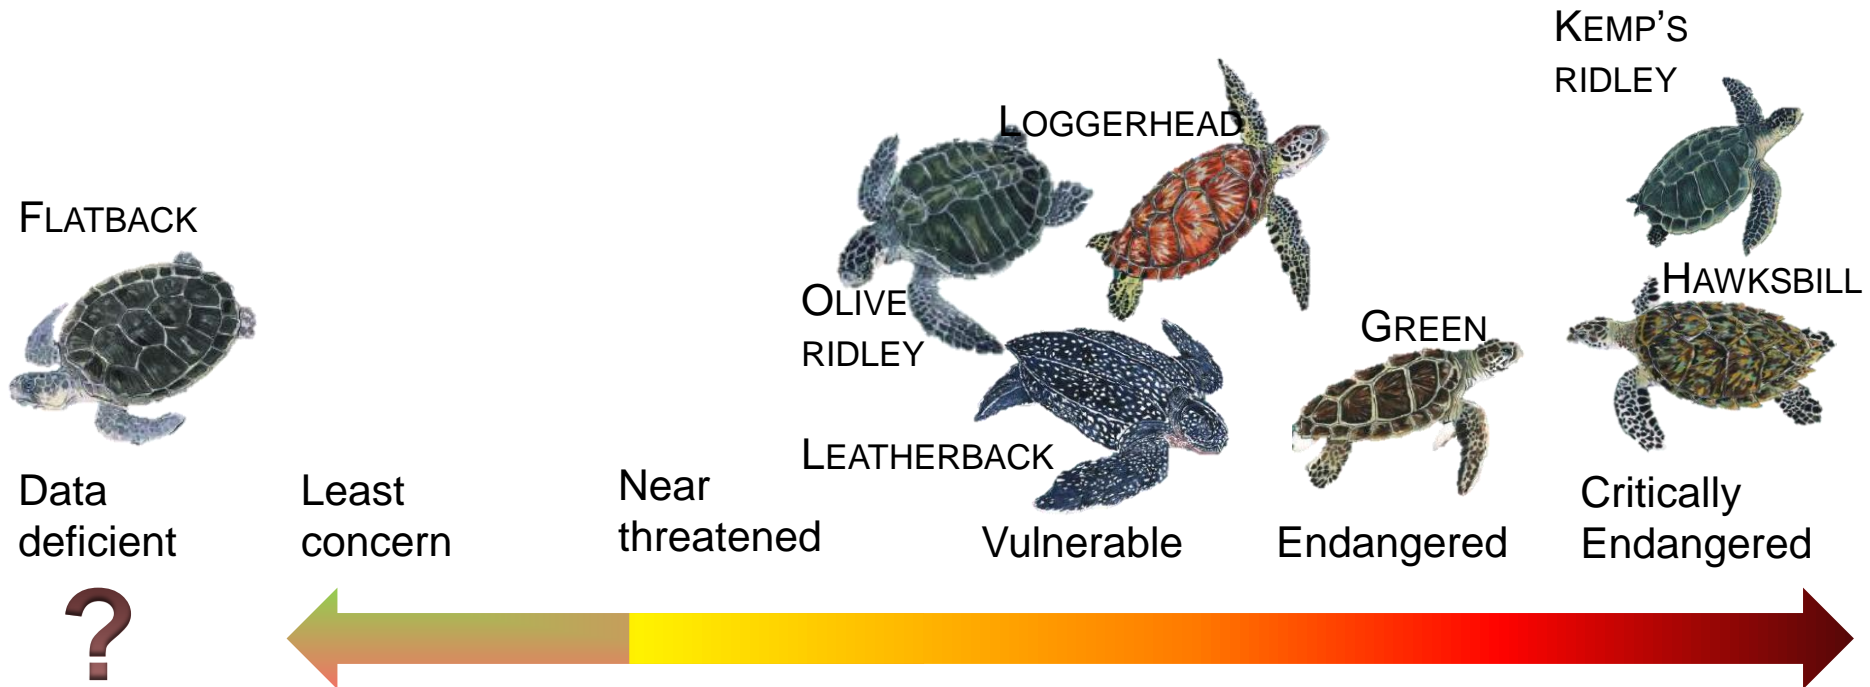 KEMP'S
RIDLEY
LOGGERHEAD
FLATBACK
HAWKSBILL
OLIVE
RIDLEY
GREEN
LEATHERBACK
Data
deficient
Least
concern
Near
threatened
Vulnerable
Endangered
Critically
Endangered
?